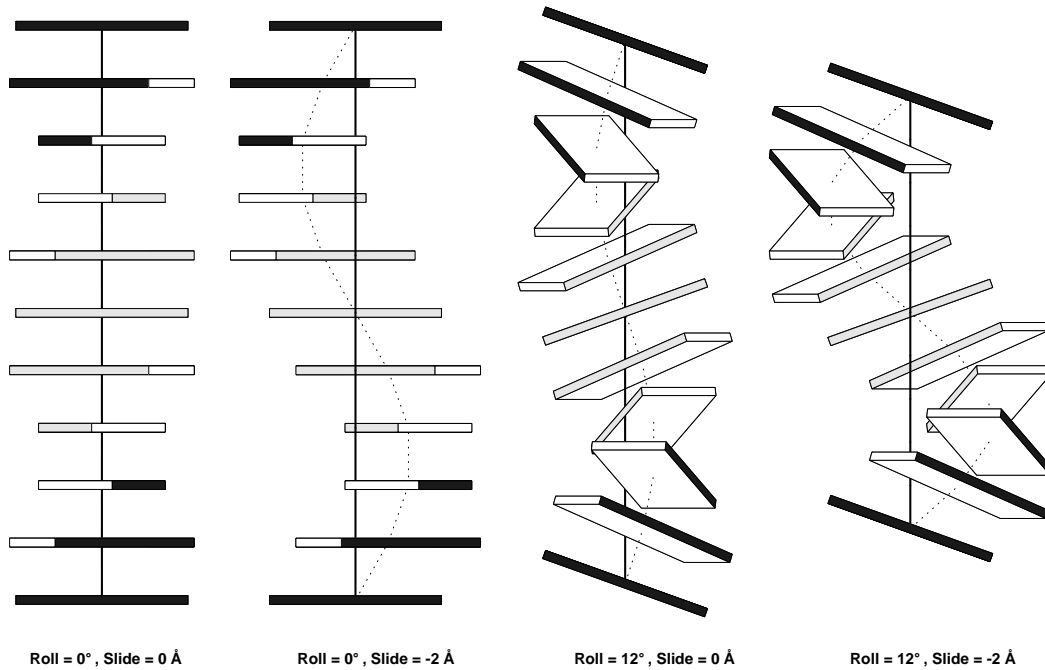 Roll = 0° , Slide = 0 Å
Roll = 0° , Slide = -2 Å
Roll = 12° , Slide = 0 Å
Roll = 12° , Slide = -2 Å